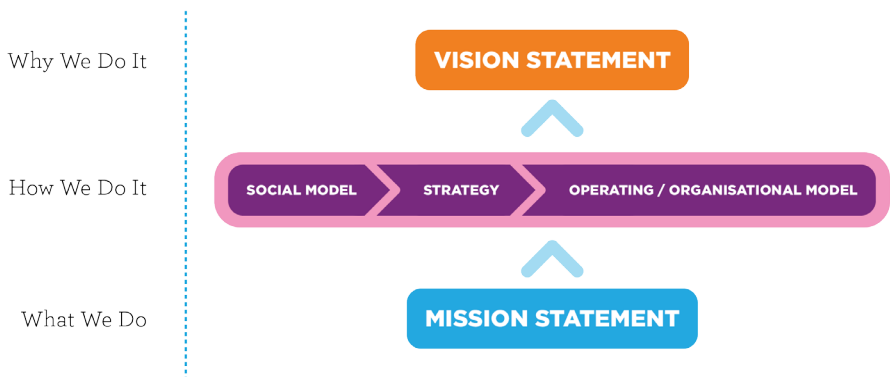 Why We Do It
VISION STATEMENT
How We Do It
SOCIAL MODEL
STRATEGY
OPERATING / ORGANISATIONAL MODEL
What We Do
MISSION STATEMENT